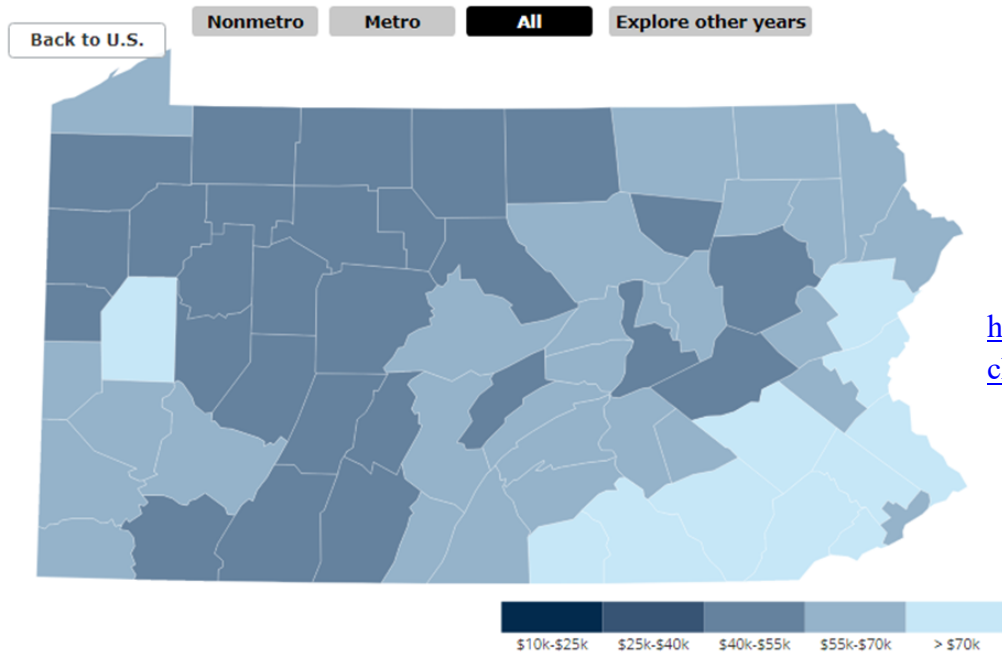 Nonmetro Metro All Explore other years
Back to U.S.
$10k-$25k $25k-$40k $40k-$55k $55k-$70k > $70k